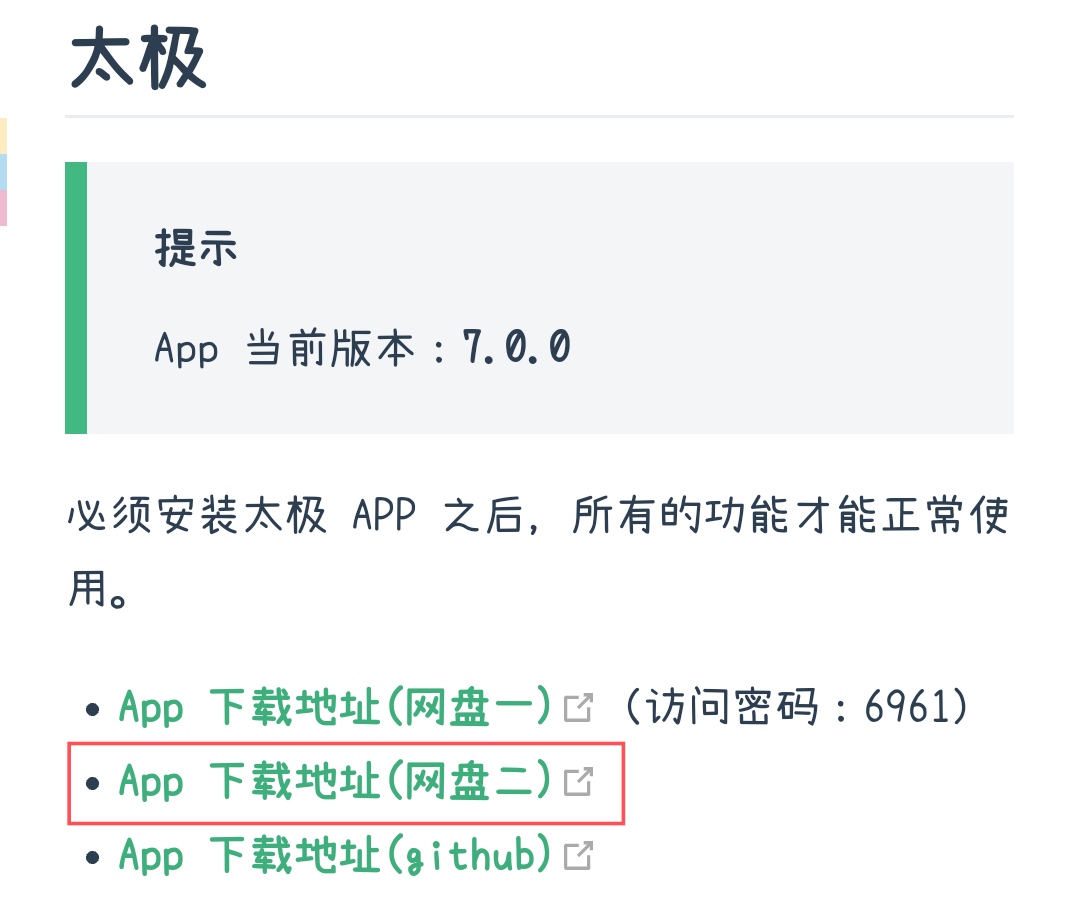 太极
提示
App 当前版本：7.0.0
必须安装太极 APP 之后，所有的功能才能正常使
用。
App 下载地址(网盘一) (访问密码：6961)
App 下载地址(网盘二)
App 下载地址(github)